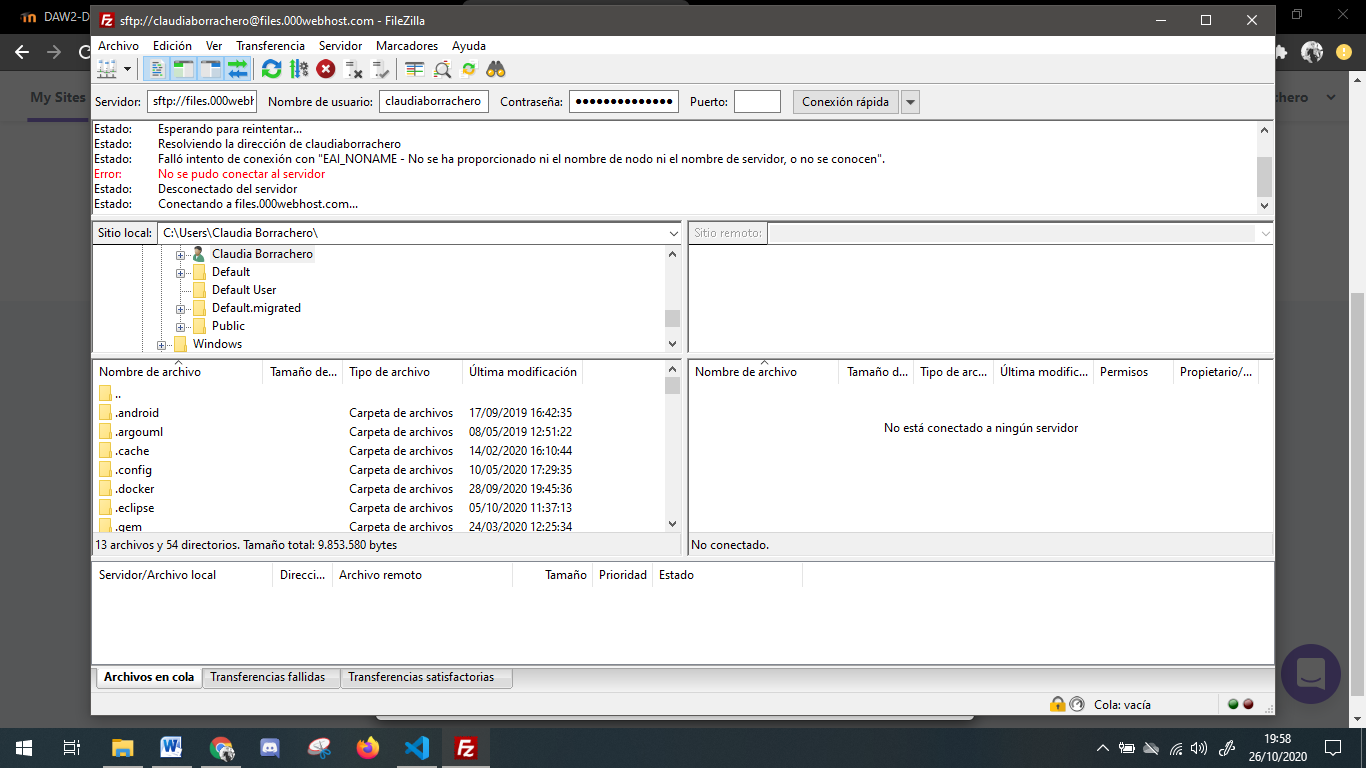 DAW2-D
sftp://claudiaborrachero@files.000webhost.com - FileZilla
Archivo Edición Ver Transferencia Servidor Marcadores Ayuda
My Sites
Servidor: sftp://files.000webh Nombre de usuario: claudiaborrachero Contraseña: ●●●●●●●●●●●●●● Puerto: Conexión rápida
hero
Estado: Esperando para reintentar...
Estado: Resolviendo la dirección de claudiaborrachero
Estado: Falló intento de conexión con "EAI_NONAME - No se ha proporcionado ni el nombre de nodo ni el nombre de servidor, o no se conocen".
Error: No se pudo conectar al servidor
Estado: Desconectado del servidor
Estado: Conectando a files.000webhost.com...
Sitio local: C:\Users\Claudia Borrachero\
Sitio remoto:
Claudia Borrachero
Default
Default User
Default.migrated
Public
Windows
Nombre de archivo Tamaño de... Tipo de archivo Última modificación
..
.android Carpeta de archivos 17/09/2019 16:42:35
.argouml Carpeta de archivos 08/05/2019 12:51:22
.cache Carpeta de archivos 14/02/2020 16:10:44
.config Carpeta de archivos 10/05/2020 17:29:35
.docker Carpeta de archivos 28/09/2020 19:45:36
.eclipse Carpeta de archivos 05/10/2020 11:37:13
.gem Carpeta de archivos 24/03/2020 12:25:34
13 archivos y 54 directorios. Tamaño total: 9.853.580 bytes
Nombre de archivo Tamaño d... Tipo de arc... Última modific... Permisos Propietario/...
No está conectado a ningún servidor
No conectado.
Servidor/Archivo local Direcci... Archivo remoto Tamaño Prioridad Estado
Archivos en cola Transferencias fallidas Transferencias satisfactorias
Cola: vacía
19:58
26/10/2020